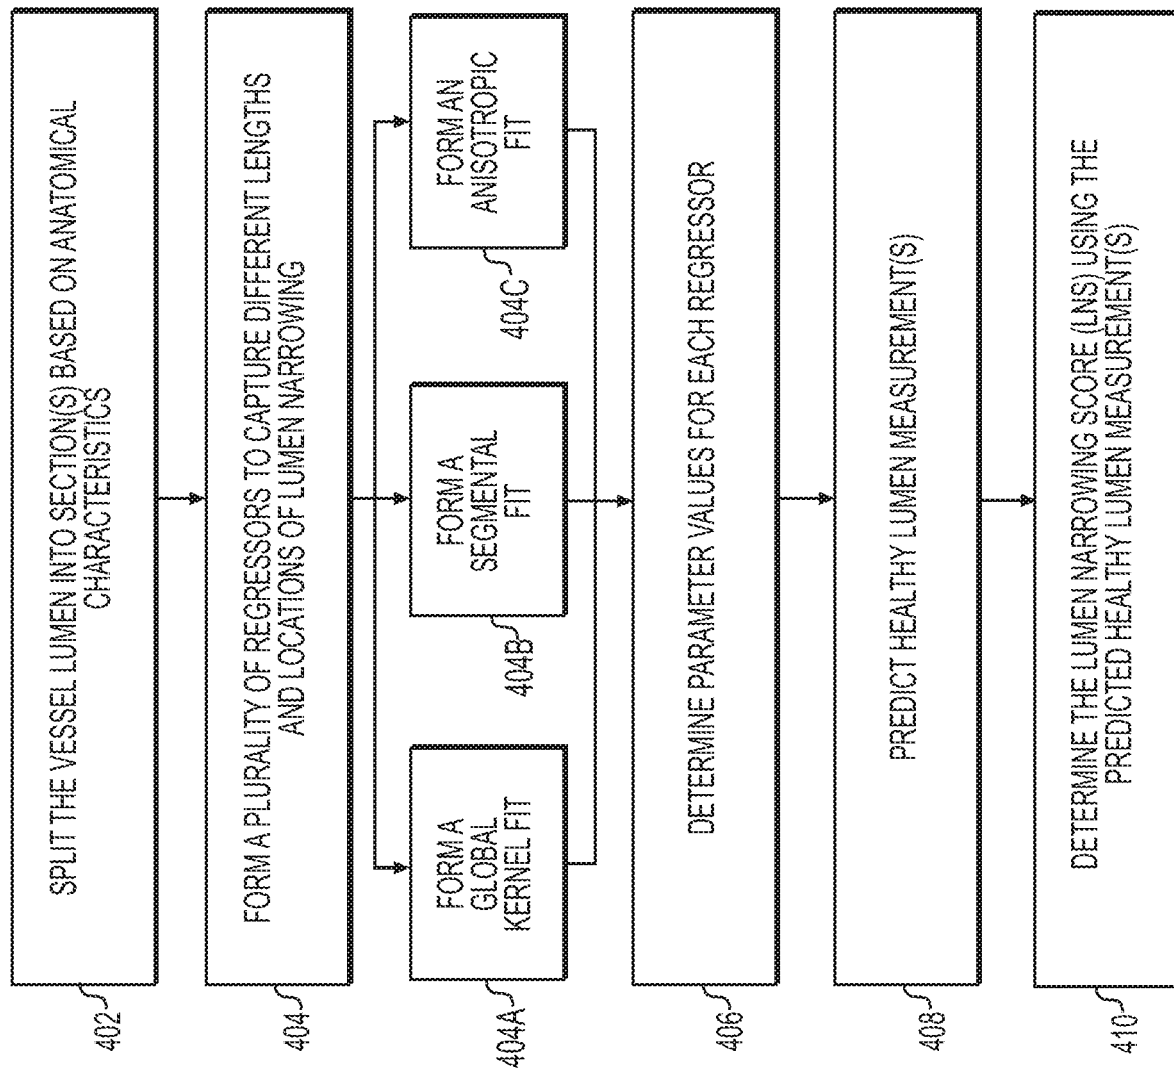 402
SPLIT THE VESSEL LUMEN INTO SECTION(S) BASED ON ANATOMICAL
CHARACTERISTICS
404
FORM A PLURALITY OF REGRESSORS TO CAPTURE DIFFERENT LENGTHS
AND LOCATIONS OF LUMEN NARROWING
404A
FORM A
GLOBAL
KERNEL FIT
404B
FORM A
SEGMENTAL
FIT
404C
FORM AN
ANISOTROPIC
FIT
406
DETERMINE PARAMETER VALUES FOR EACH REGRESSOR
408
PREDICT HEALTHY LUMEN MEASUREMENT(S)
410
DETERMINE THE LUMEN NARROWING SCORE (LNS) USING THE
PREDICTED HEALTHY LUMEN MEASUREMENT(S)